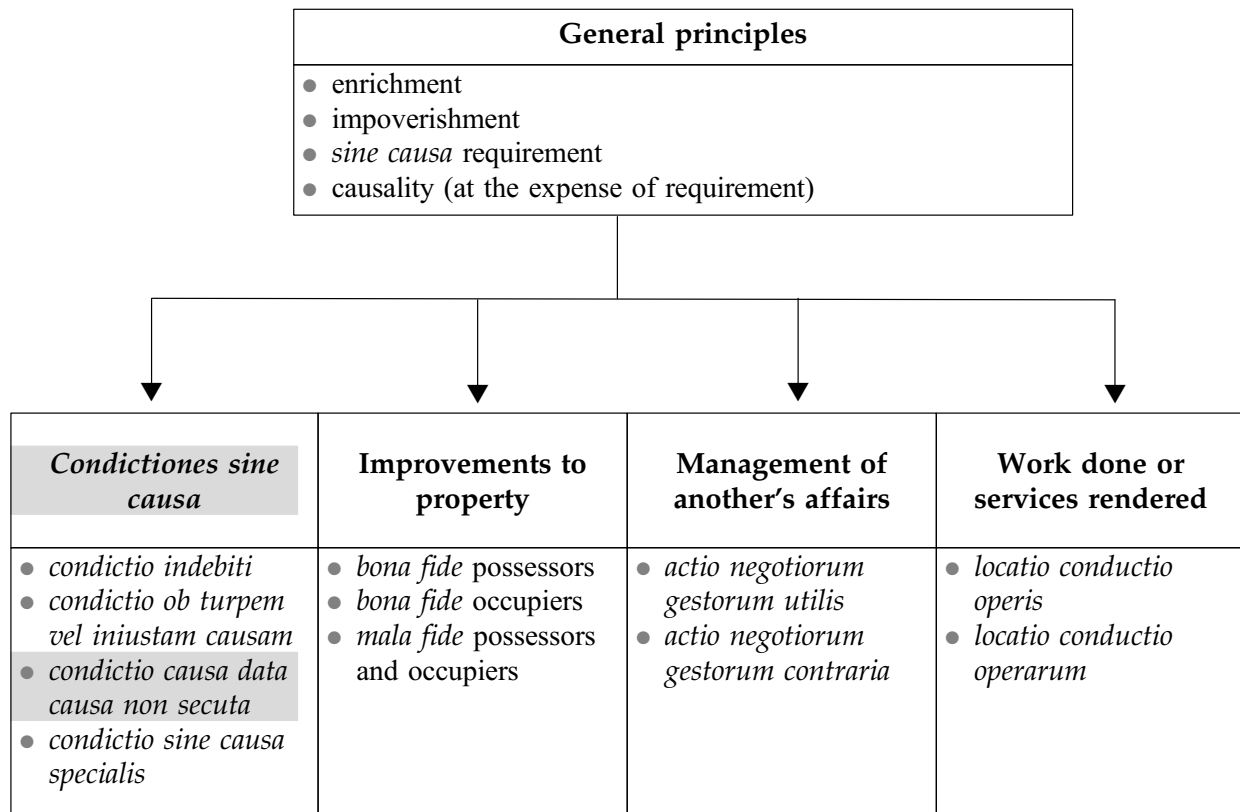 General principles
● enrichment
● impoverishment
● sine causa requirement
● causality (at the expense of requirement)
Condictiones sine
causa
● condictio indebiti
● condictio ob turpem
vel iniustam causam
● condictio causa data
causa non secuta
● condictio sine causa
specialis
Improvements to
property
● bona fide possessors
● bona fide occupiers
● mala fide possessors
and occupiers
Management of
another's affairs
● actio negotiorum
gestorum utilis
● actio negotiorum
gestorum contraria
Work done or
services rendered
● locatio conductio
operis
● locatio conductio
operarum